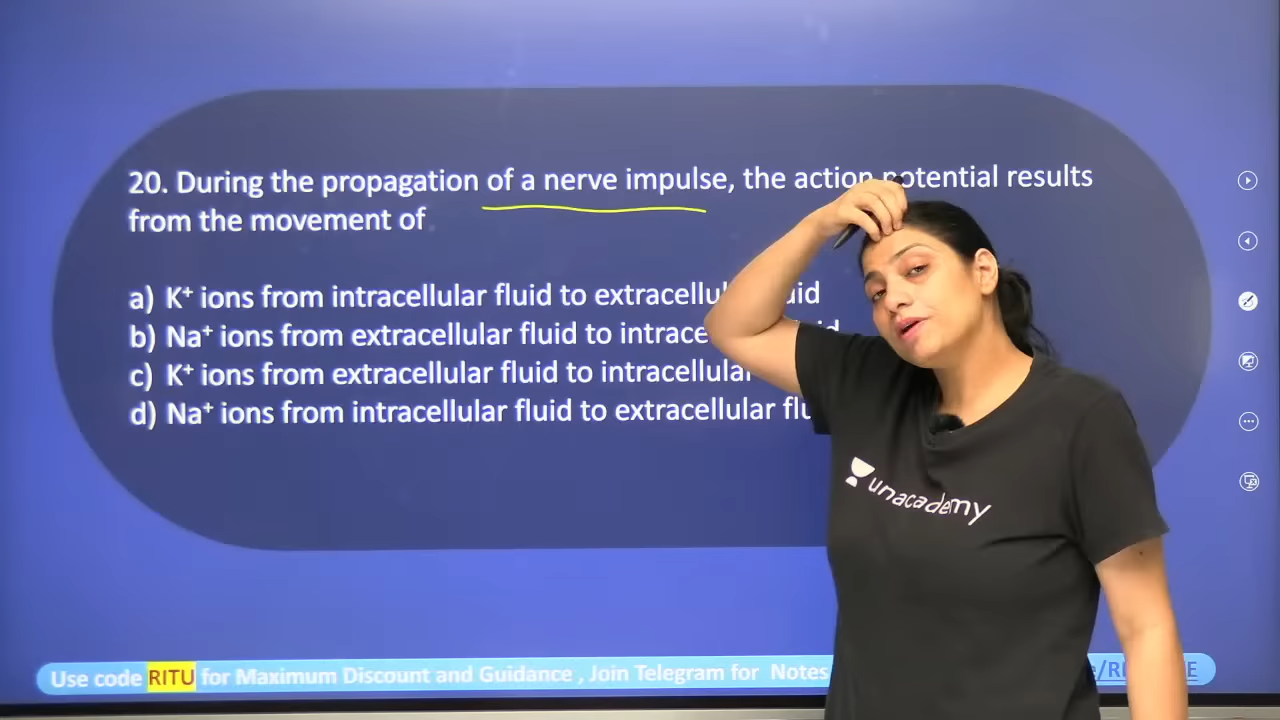 20. During the propagation of a nerve impulse, the action potential results
from the movement of
a) K⁺ ions from intracellular fluid to extracellu
b) Na⁺ ions from extracellular fluid to intrace
c) K⁺ ions from extracellular fluid to intracellular
d) Na⁺ ions from intracellular fluid to extracellular flu
unacademy
Use code RITU for Maximum Discount and Guidance , Join Telegram for Notes